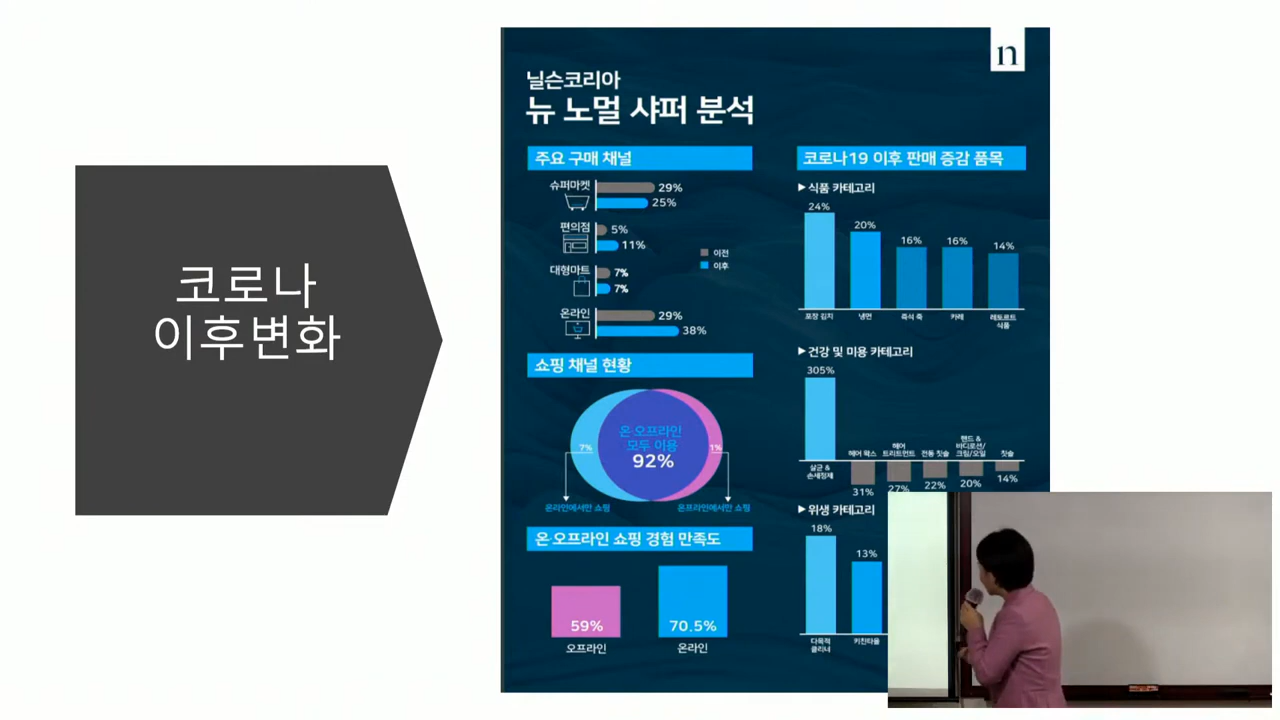 코로나
이후변화
n
닐슨코리아
뉴 노멀 샤퍼 분석
주요 구매 채널
슈퍼마켓
29%
25%
편의점
5%
11%
대형마트
7%
7%
온라인
29%
38%
이전
이후
쇼핑 채널 현황
온·오프라인
모두 이용
92%
7%
1%
온라인에서만 쇼핑
온프라인에서만 쇼핑
온·오프라인 쇼핑 경험 만족도
59%
70.5%
오프라인
온라인
코로나19 이후 판매 증감 품목
▶식품 카테고리
24%
20%
16%
16%
14%
포장 김치
냉면
즉석 죽
카레
레토르트
식품
▶건강 및 미용 카테고리
305%
살균 &
손세정제
헤어 왁스
헤어
트리트먼트
전동 칫솔
핸드 &
바디로션/
크림/오일
칫솔
31%
27%
22%
20%
14%
▶위생 카테고리
18%
13%
다목적
클리너
키친타올